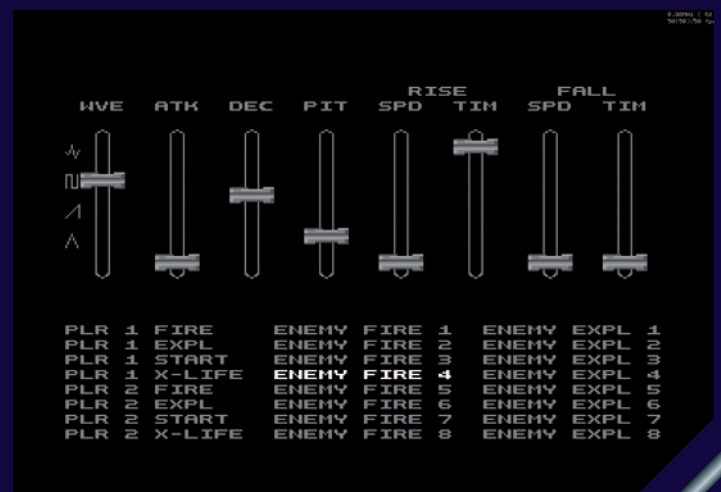 RISE FALL
WVE ATK DEC PIT SPD TIM SPD TIM
PLR 1 FIRE ENEMY FIRE 1 ENEMY EXPL 1
PLR 1 EXPL ENEMY FIRE 2 ENEMY EXPL 2
PLR 1 START ENEMY FIRE 3 ENEMY EXPL 3
PLR 1 X-LIFE ENEMY FIRE 4 ENEMY EXPL 4
PLR 2 FIRE ENEMY FIRE 5 ENEMY EXPL 5
PLR 2 EXPL ENEMY FIRE 6 ENEMY EXPL 6
PLR 2 START ENEMY FIRE 7 ENEMY EXPL 7
PLR 2 X-LIFE ENEMY FIRE 8 ENEMY EXPL 8